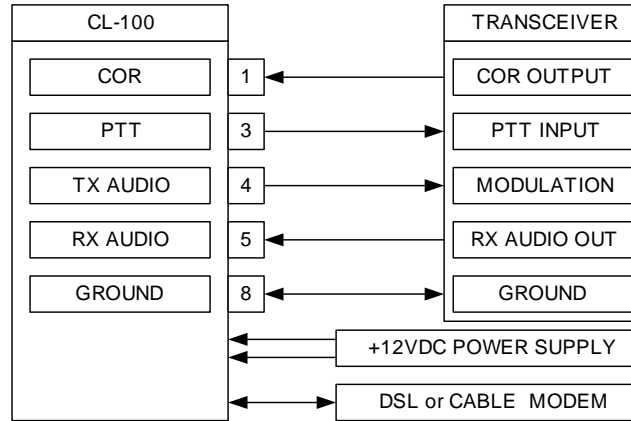 CL-100 TRANSCEIVER
COR 1 COR OUTPUT
PTT 3 PTT INPUT
TX AUDIO 4 MODULATION
RX AUDIO 5 RX AUDIO OUT
GROUND 8 GROUND
+12VDC POWER SUPPLY
DSL or CABLE MODEM